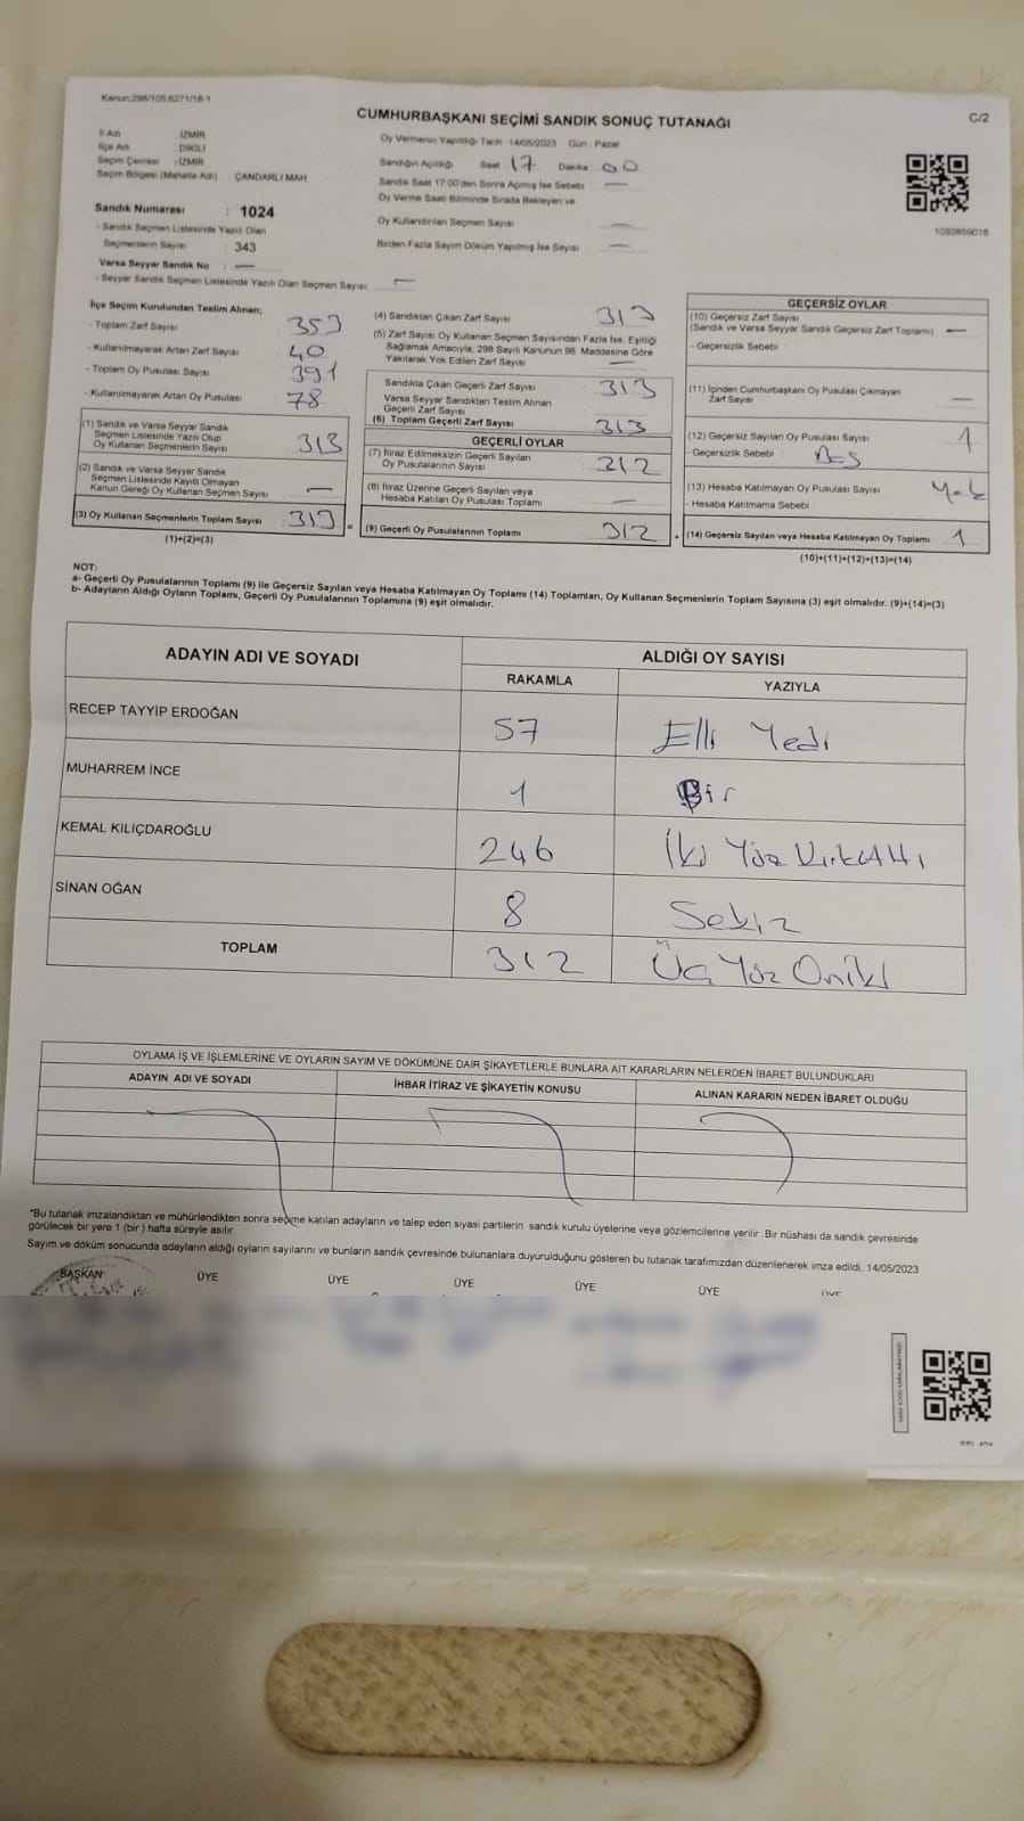 Kanun:298/105,6271/18-1
CUMHURBAŞKANI SEÇİMİ SANDIK SONUÇ TUTANAĞI
C/2
İl Adı : İZMİR
İlçe Adı : DİKİLİ
Seçim Çevresi : İZMİR
Seçim Bölgesi (Mahalle Adı) : ÇANDARLI MAH
Sandık Numarası : 1024
- Sandık Seçmen Listesinde Yazılı Olan
Seçmenlerin Sayısı : 343
Varsa Seyyar Sandık No : —
- Seyyar Sandık Seçmen Listesinde Yazılı Olan Seçmen Sayısı : —
Oy Vermenin Yapıldığı Tarih : 14/05/2023 Gün : Pazar
Sandığın Açıldığı Saat 17 Dakika 00
Sandık Saat 17:00'den Sonra Açılmış İse Sebebi —
Oy Verme Saati Bitiminde Sırada Bekleyen ve
Oy Kullandırılan Seçmen Sayısı —
Birden Fazla Sayım Döküm Yapılmış İse Sayısı —
1030859018
İlçe Seçim Kurulundan Teslim Alınan;
- Toplam Zarf Sayısı 353
- Kullanılmayarak Artan Zarf Sayısı 40
- Toplam Oy Pusulası Sayısı 391
- Kullanılmayarak Artan Oy Pusulası 78
(1) Sandık ve Varsa Seyyar Sandık
Seçmen Listesinde Yazılı Olup
Oy Kullanan Seçmenlerin Sayısı 313
(2) Sandık ve Varsa Seyyar Sandık
Seçmen Listesinde Kayıtlı Olmayan
Kanun Gereği Oy Kullanan Seçmen Sayısı —
(3) Oy Kullanan Seçmenlerin Toplam Sayısı : 313 =
(1)+(2)=(3)
(4) Sandıktan Çıkan Zarf Sayısı 313
(5) Zarf Sayısı Oy Kullanan Seçmen Sayısından Fazla İse, Eşitliği
Sağlamak Amacıyla, 298 Sayılı Kanunun 98. Maddesine Göre
Yakılarak Yok Edilen Zarf Sayısı —
Sandıkta Çıkan Geçerli Zarf Sayısı 313
Varsa Seyyar Sandıktan Teslim Alınan
Geçerli Zarf Sayısı
(6) Toplam Geçerli Zarf Sayısı 313
GEÇERLİ OYLAR
(7) İtiraz Edilmeksizin Geçerli Sayılan
Oy Pusulalarının Sayısı 312
(8) İtiraz Üzerine Geçerli Sayılan veya
Hesaba Katılan Oy Pusulası Toplamı —
(9) Geçerli Oy Pusulalarının Toplamı 312 +
GEÇERSİZ OYLAR
(10) Geçersiz Zarf Sayısı
(Sandık ve Varsa Seyyar Sandık Geçersiz Zarf Toplamı) —
- Geçersizlik Sebebi
(11) İçinden Cumhurbaşkanı Oy Pusulası Çıkmayan
Zarf Sayısı —
(12) Geçersiz Sayılan Oy Pusulası Sayısı 1
- Geçersizlik Sebebi
(13) Hesaba Katılmayan Oy Pusulası Sayısı Yok
- Hesaba Katılmama Sebebi
(14) Geçersiz Sayılan veya Hesaba Katılmayan Oy Toplamı 1
(10)+(11)+(12)+(13)=(14)
NOT:
a- Geçerli Oy Pusulalarının Toplamı (9) ile Geçersiz Sayılan veya Hesaba Katılmayan Oy Toplamı (14) Toplamları, Oy Kullanan Seçmenlerin Toplam Sayısına (3) eşit olmalıdır. (9)+(14)=(3)
b- Adayların Aldığı Oyların Toplamı, Geçerli Oy Pusulalarının Toplamına (9) eşit olmalıdır.
ADAYIN ADI VE SOYADI
ALDIĞI OY SAYISI
RAKAMLA
YAZIYLA
RECEP TAYYİP ERDOĞAN 57 Elli Yedi
MUHARREM İNCE 1 Bir
KEMAL KILIÇDAROĞLU 246 İki Yüz Kırk Altı
SİNAN OĞAN 8 Sekiz
TOPLAM 312 Üç Yüz Oniki
OYLAMA İŞ VE İŞLEMLERİNE VE OYLARIN SAYIM VE DÖKÜMÜNE DAİR ŞİKAYETLERLE BUNLARA AİT KARARLARIN NELERDEN İBARET BULUNDUKLARI
ADAYIN ADI VE SOYADI
İHBAR İTİRAZ VE ŞİKAYETİN KONUSU
ALINAN KARARIN NEDEN İBARET OLDUĞU
*Bu tutanak imzalandıktan ve mühürlendikten sonra seçime katılan adayların ve talep eden siyasi partilerin sandık kurulu üyelerine veya gözlemcilerine verilir. Bir nüshası da sandık çevresinde
görülecek bir yere 1 (bir) hafta süreyle asılır.
Sayım ve döküm sonucunda adayların aldığı oyların sayılarını ve bunların sandık çevresinde bulunanlara duyurulduğunu gösteren bu tutanak tarafımızdan düzenlenerek imza edildi. 14/05/2023
BAŞKAN ÜYE ÜYE ÜYE ÜYE ÜYE